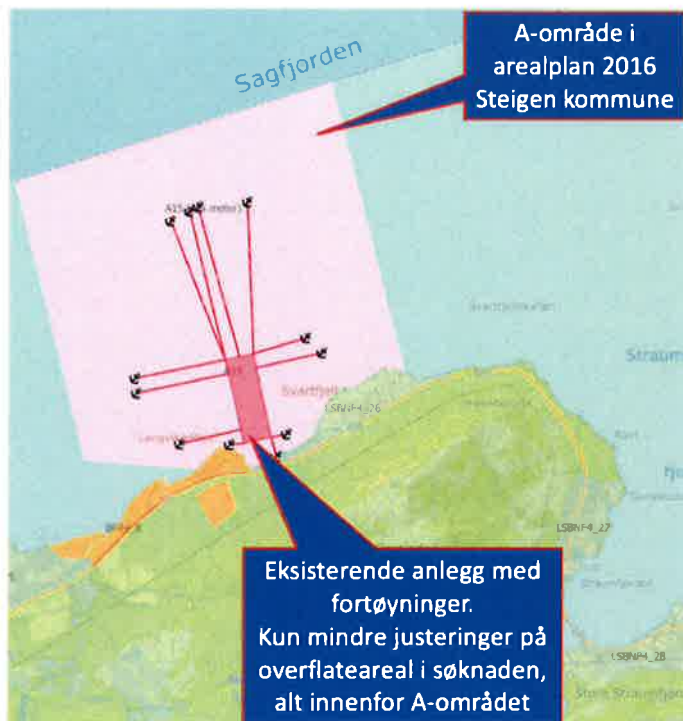 A-område i
arealplan 2016
Steigen kommune
Sagfjorden
Svartfjell
LSBNF4_26
LSBNF4_27
LSBNF4_28
Eksisterende anlegg med
fortøyninger.
Kun mindre justeringer på
overflateareal i søknaden,
alt innenfor A-området